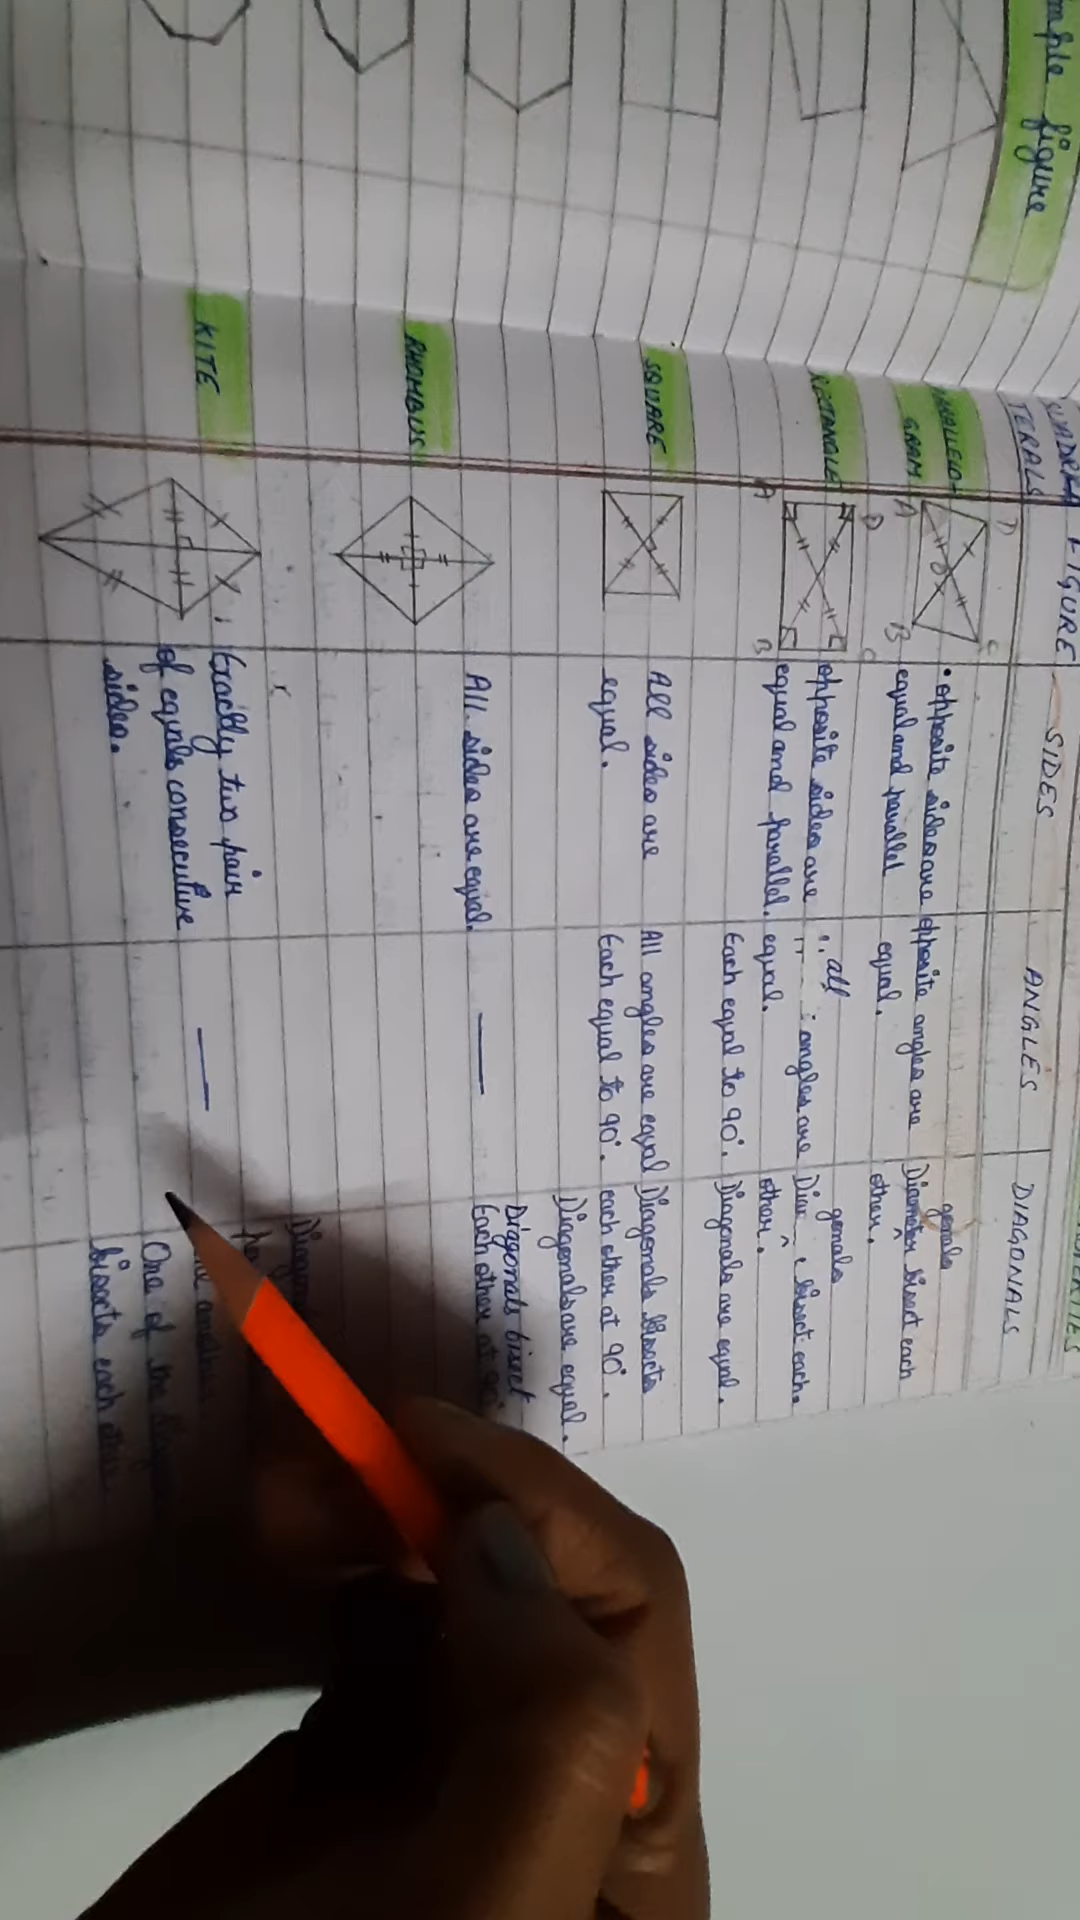 mple figure
FIGURE
SIDES
ANGLES
DIAGONALS
TERALS
GRAM
D
C
A
B
O
• opposite sides are
equal and parallel
opposite angles are
equal.
gonals
bisect each
other.
RECTANGLE
D
C
A
B
opposite sides are
equal and parallel.
∴ all
angles are
equal.
Each equal to 90°.
gonals
bisect each
other.
Diagonals are equal.
SQUARE
All sides are
equal.
All angles are equal
Each equal to 90°.
Diagonals bisects
each other at 90°.
Diagonals are equal.
RHOMBUS
All sides are equal.
—
Diagonals bisect
Each other at 90°
KITE
Exactly two pair
of equals consecutive
sides.
—
One of the
bisects each other